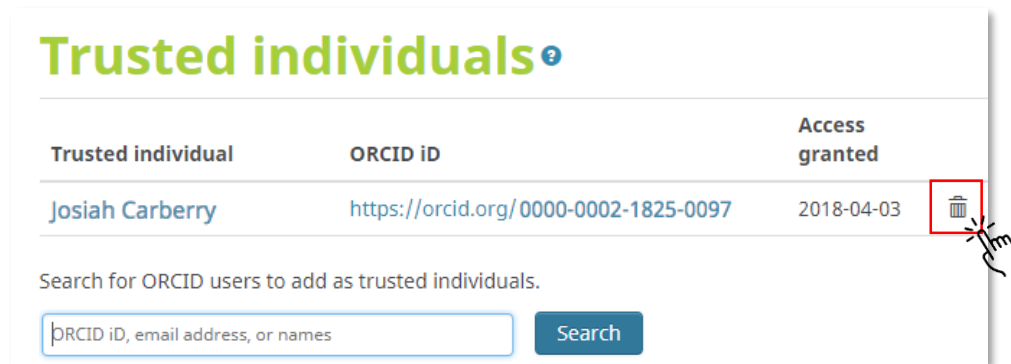 Trusted individuals
Trusted individual ORCID iD Access granted
Josiah Carberry https://orcid.org/0000-0002-1825-0097 2018-04-03
Search for ORCID users to add as trusted individuals.
ORCID iD, email address, or names Search